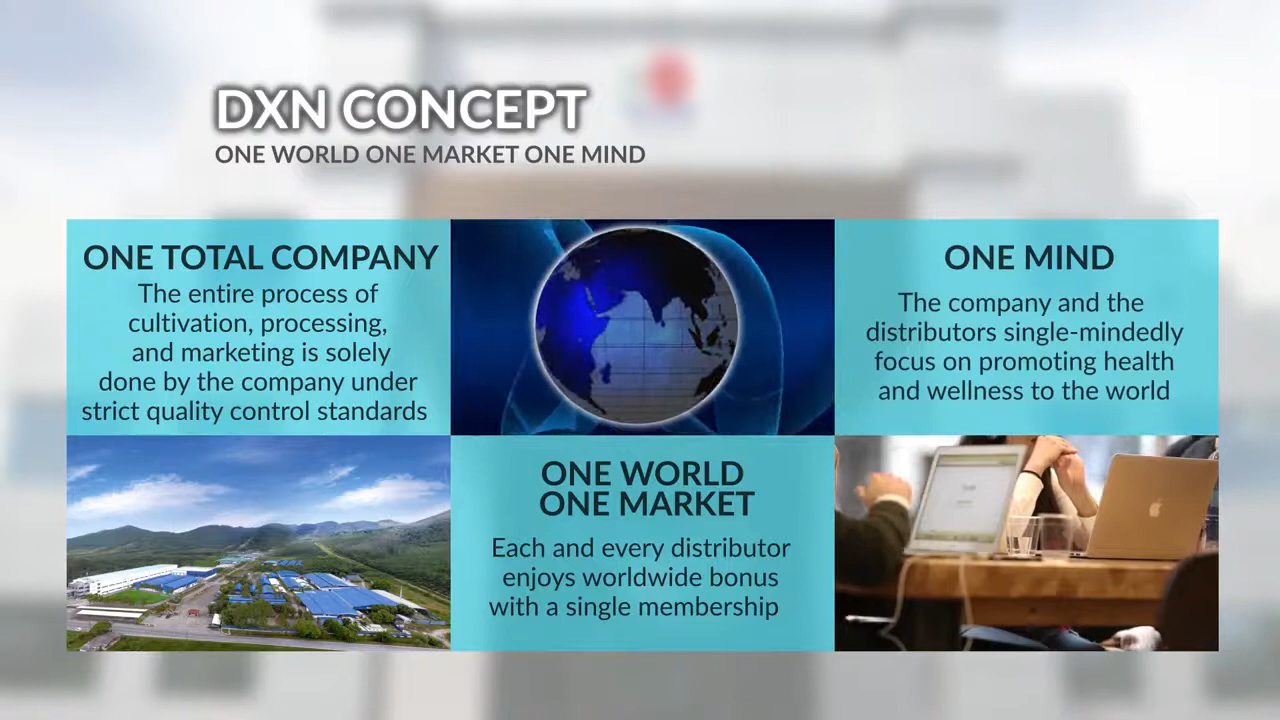 DXN CONCEPT
ONE WORLD ONE MARKET ONE MIND
ONE TOTAL COMPANY
The entire process of
cultivation, processing,
and marketing is solely
done by the company under
strict quality control standards
ONE MIND
The company and the
distributors single-mindedly
focus on promoting health
and wellness to the world
ONE WORLD
ONE MARKET
Each and every distributor
enjoys worldwide bonus
with a single membership